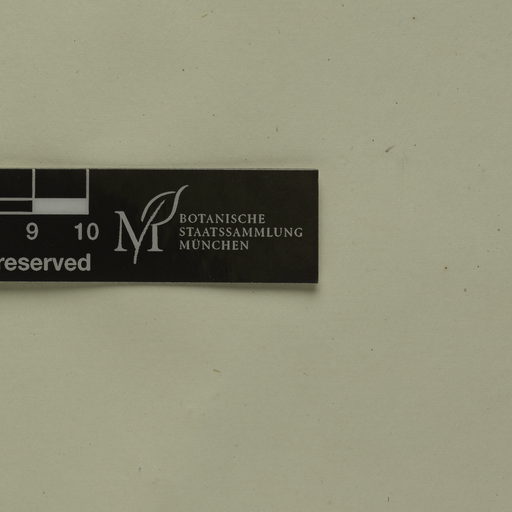 9 10
reserved
M
BOTANISCHE
STAATSSAMMLUNG
MÜNCHEN